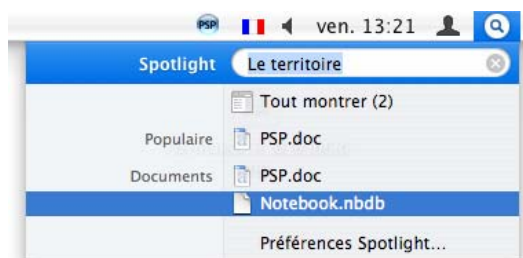 PSP ven. 13:21
Spotlight Le territoire
Tout montrer (2)
Populaire PSP.doc
Documents PSP.doc
Notebook.nbdb
Préférences Spotlight...